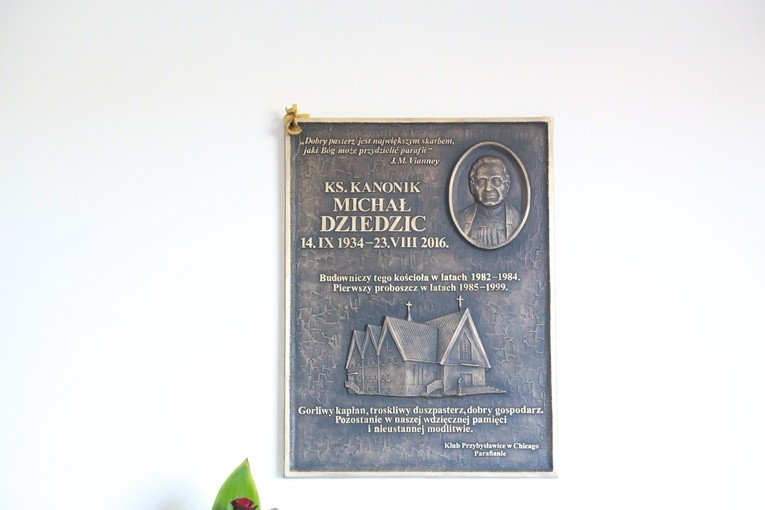 „Dobry pasterz jest największym skarbem,
jaki Bóg może przydzielić parafii"
J.M. Vianney
KS. KANONIK
MICHAŁ
DZIEDZIC
14.IX 1934–23.VIII 2016.
Budowniczy tego kościoła w latach 1982–1984.
Pierwszy proboszcz w latach 1985–1999.
Gorliwy kapłan, troskliwy duszpasterz, dobry gospodarz.
Pozostanie w naszej wdzięcznej pamięci
i nieustannej modlitwie.
Klub Przybysławice w Chicago
Parafianie